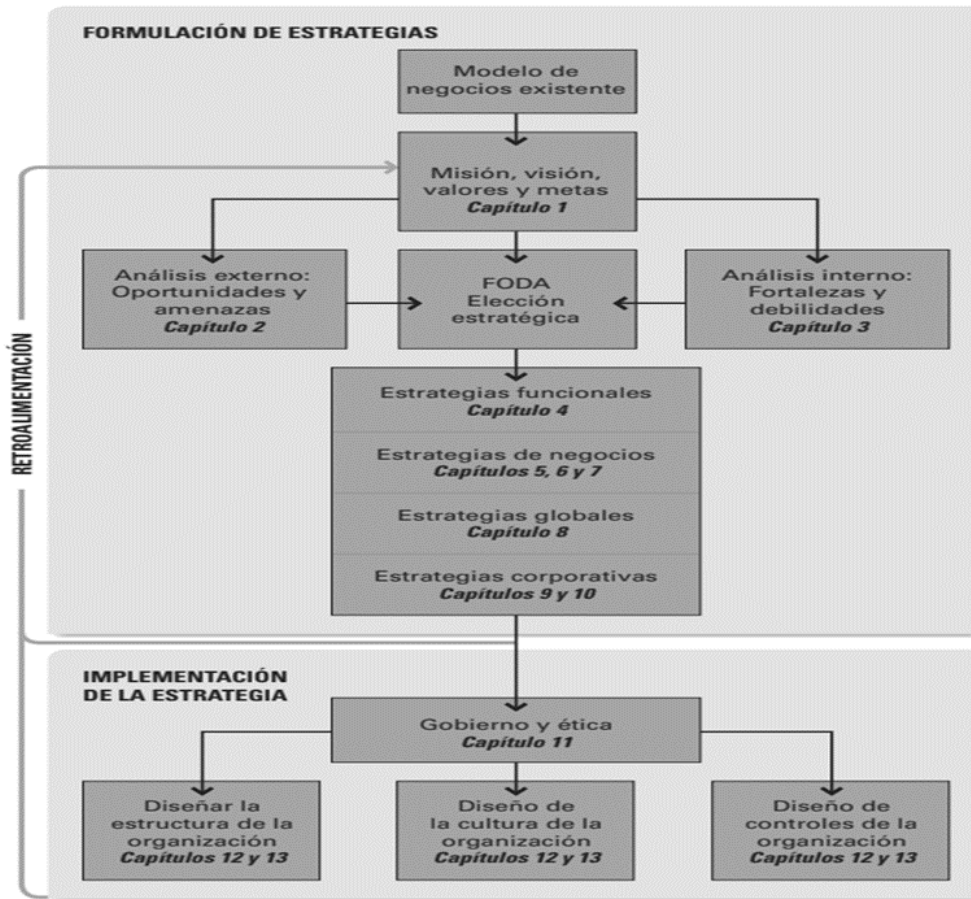 FORMULACIÓN DE ESTRATEGIAS
Modelo de
negocios existente
Misión, visión,
valores y metas
Capítulo 1
Análisis externo:
Oportunidades y
amenazas
Capítulo 2
FODA
Elección
estratégica
Análisis interno:
Fortalezas y
debilidades
Capítulo 3
Estrategias funcionales
Capítulo 4
Estrategias de negocios
Capítulos 5, 6 y 7
Estrategias globales
Capítulo 8
Estrategias corporativas
Capítulos 9 y 10
RETROALIMENTACIÓN
IMPLEMENTACIÓN
DE LA ESTRATEGIA
Gobierno y ética
Capítulo 11
Diseñar la
estructura de la
organización
Capítulos 12 y 13
Diseño de
la cultura de la
organización
Capítulos 12 y 13
Diseño de
controles de la
organización
Capítulos 12 y 13